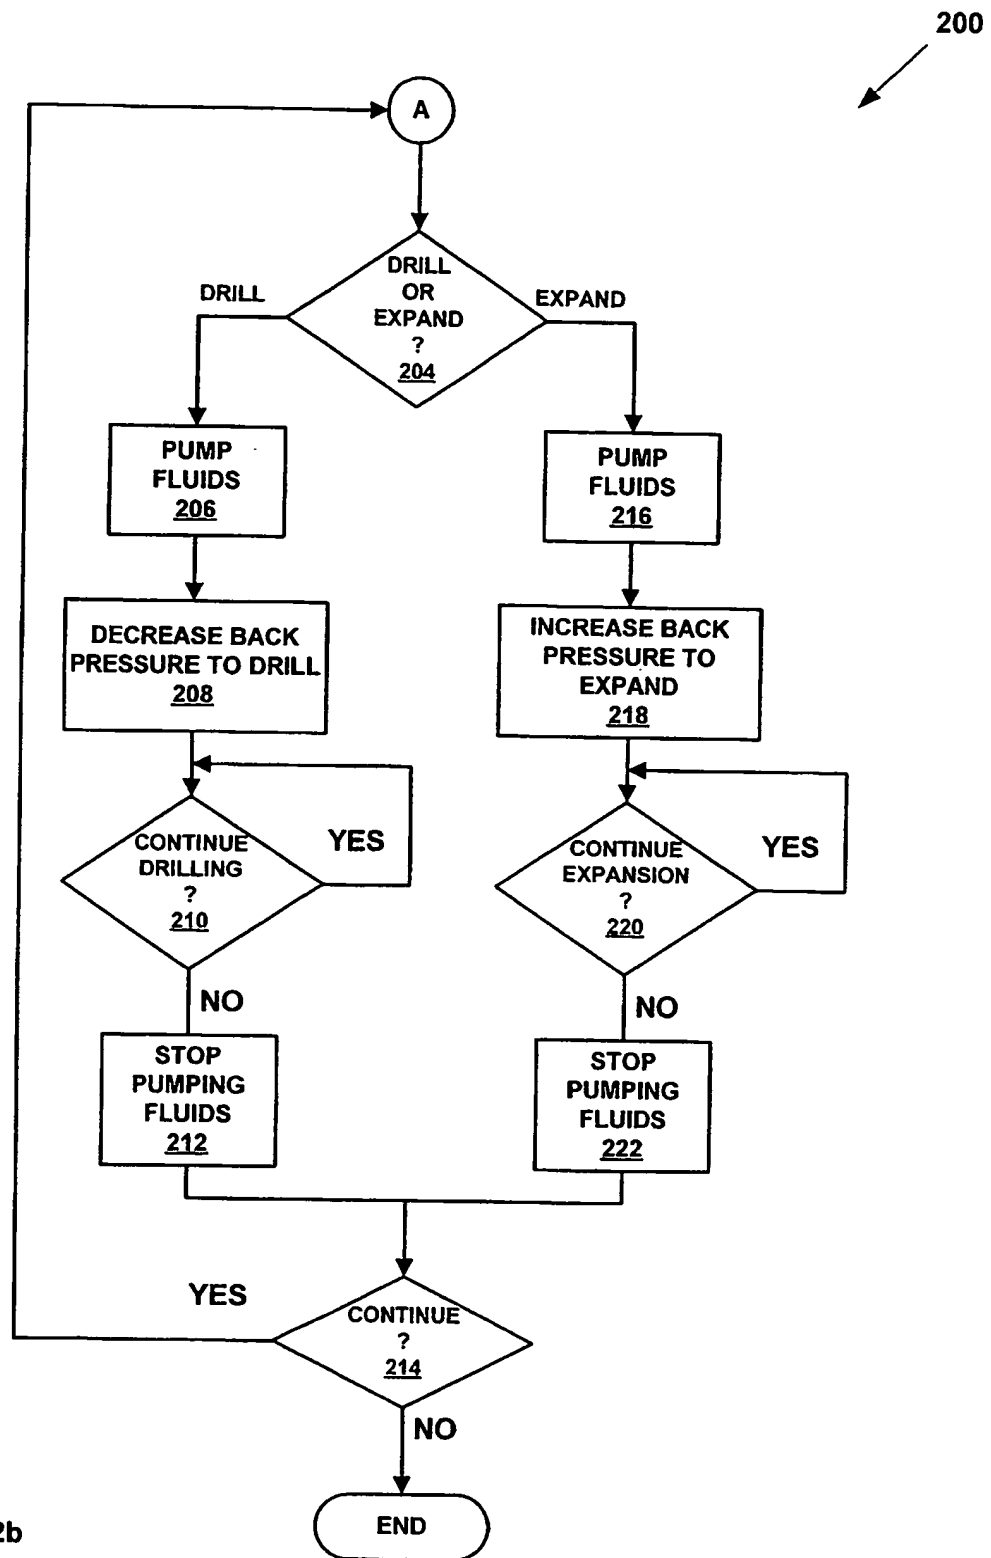 200
A
DRILL
OR
EXPAND
?
204
DRILL
EXPAND
PUMP
FLUIDS
206
PUMP
FLUIDS
216
DECREASE BACK
PRESSURE TO DRILL
208
INCREASE BACK
PRESSURE TO
EXPAND
218
CONTINUE
DRILLING
?
210
YES
CONTINUE
EXPANSION
?
220
YES
NO
NO
STOP
PUMPING
FLUIDS
212
STOP
PUMPING
FLUIDS
222
YES
CONTINUE
?
214
NO
END
2b